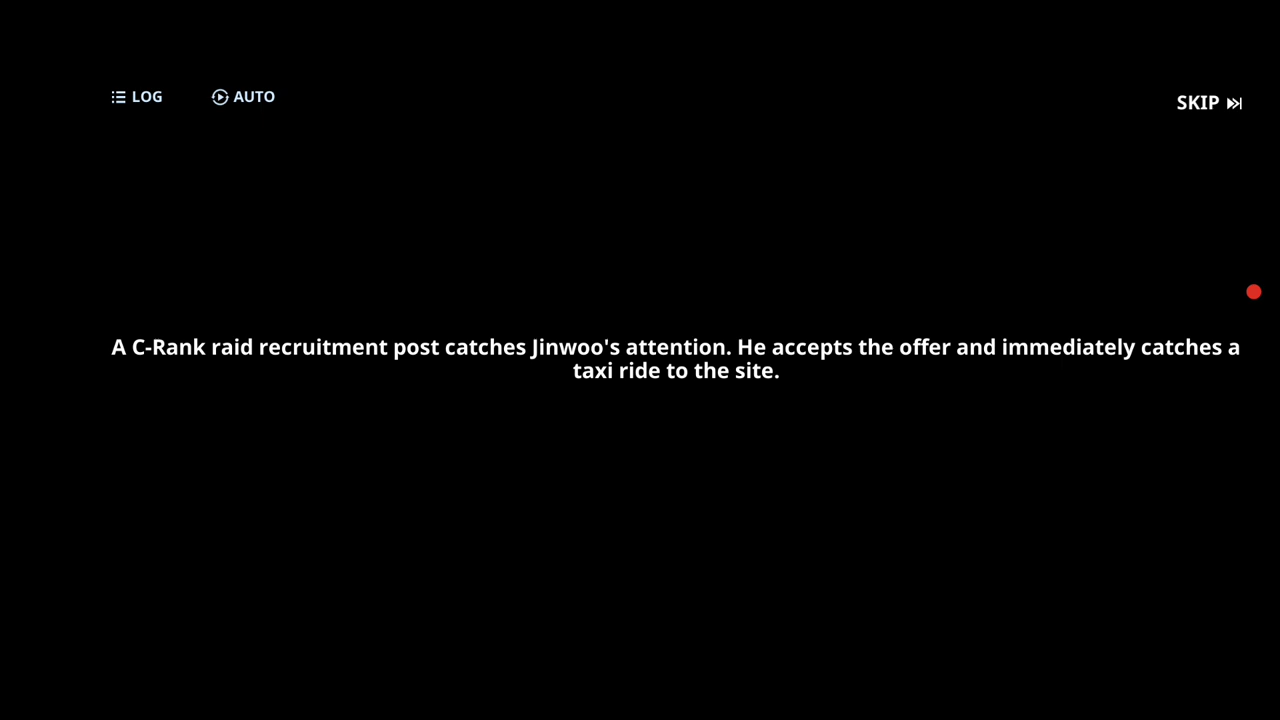 LOG
AUTO
SKIP
A C-Rank raid recruitment post catches Jinwoo's attention. He accepts the offer and immediately catches a
taxi ride to the site.